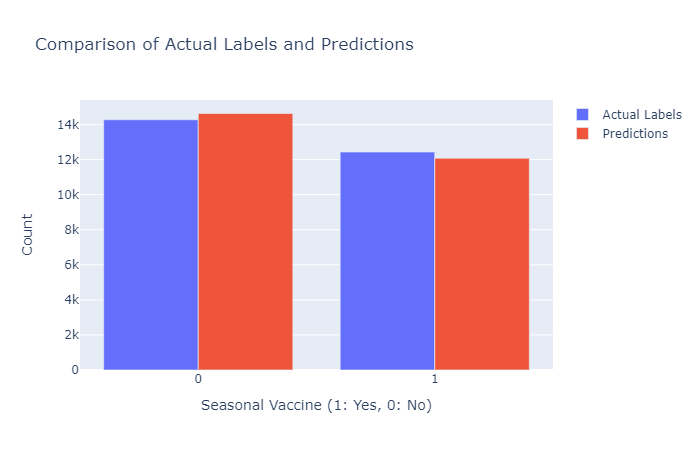 Comparison of Actual Labels and Predictions
Actual Labels
Predictions
14k
12k
10k
8k
6k
4k
2k
0
Count
0
1
Seasonal Vaccine (1: Yes, 0: No)